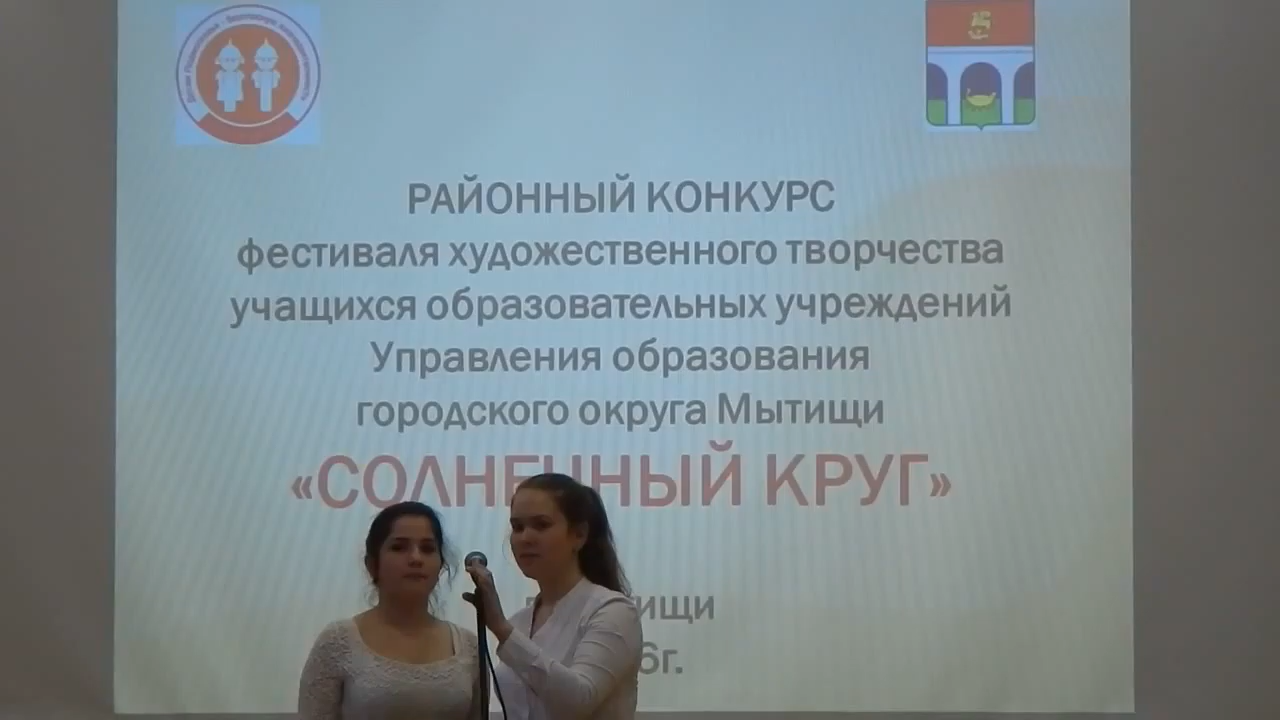 РАЙОННЫЙ КОНКУРС
фестиваля художественного творчества
учащихся образовательных учреждений
Управления образования
городского округа Мытищи
«СОЛНЕЧНЫЙ КРУГ»